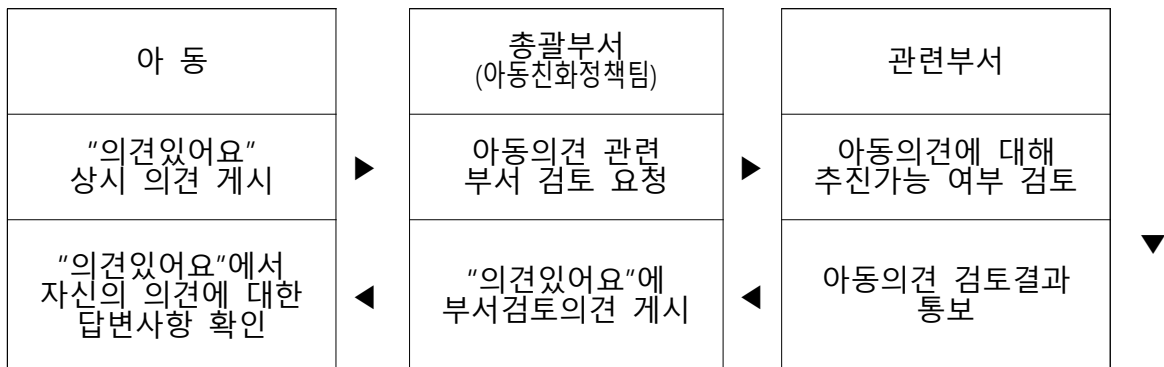 아 동
총괄부서
(아동친화정책팀)
관련부서
"의견있어요"
상시 의견 게시
▶
아동의견 관련
부서 검토 요청
▶
아동의견에 대해
추진가능 여부 검토
▼
"의견있어요"에서
자신의 의견에 대한
답변사항 확인
◀
"의견있어요"에
부서검토의견 게시
◀
아동의견 검토결과
통보